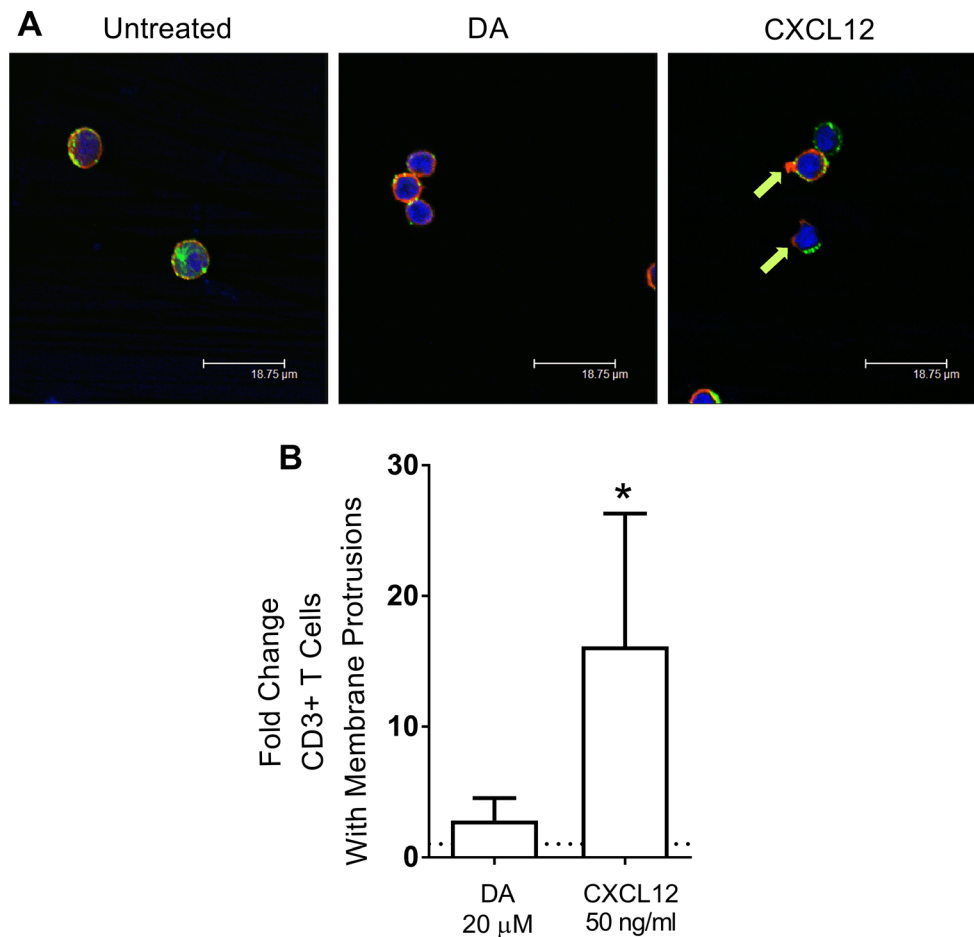 A
Untreated
DA
CXCL12
18.75 µm
18.75 µm
18.75 µm
B
Fold Change
CD3+ T Cells
With Membrane Protrusions
30
20
10
0
*
DA
20 µM
CXCL12
50 ng/ml